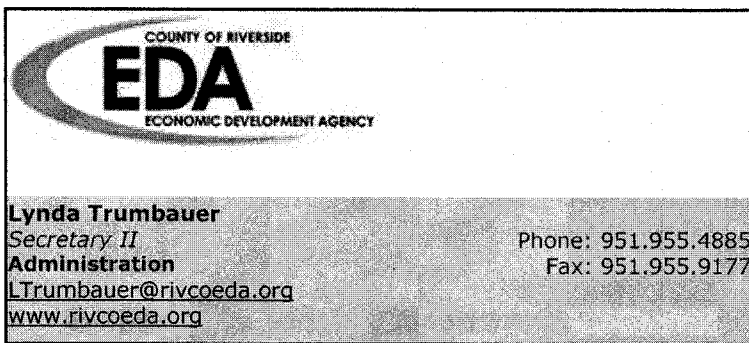 COUNTY OF RIVERSIDE
EDA
ECONOMIC DEVELOPMENT AGENCY
Lynda Trumbauer
Secretary II
Administration
LTrumbauer@rivcoeda.org
www.rivcoeda.org
Phone: 951.955.4885
Fax: 951.955.9177